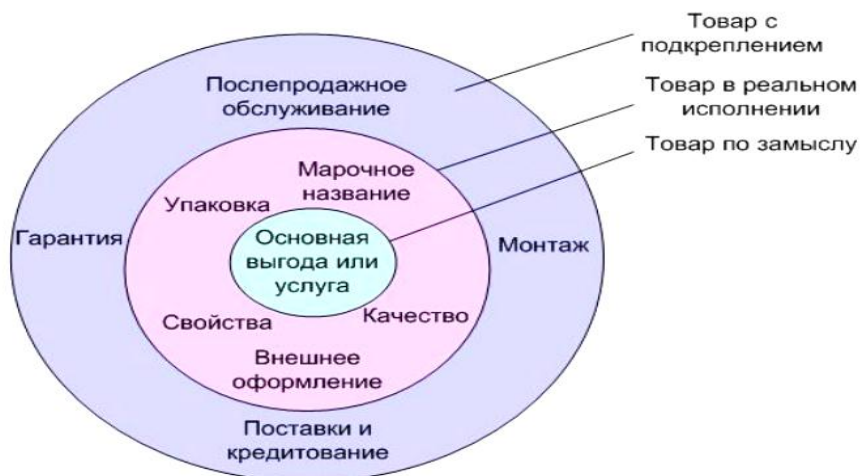 Товар с
подкреплением
Товар в реальном
исполнении
Товар по замыслу
Послепродажное
обслуживание
Марочное
название
Упаковка
Гарантия
Основная
выгода или
услуга
Монтаж
Свойства
Качество
Внешнее
оформление
Поставки и
кредитование